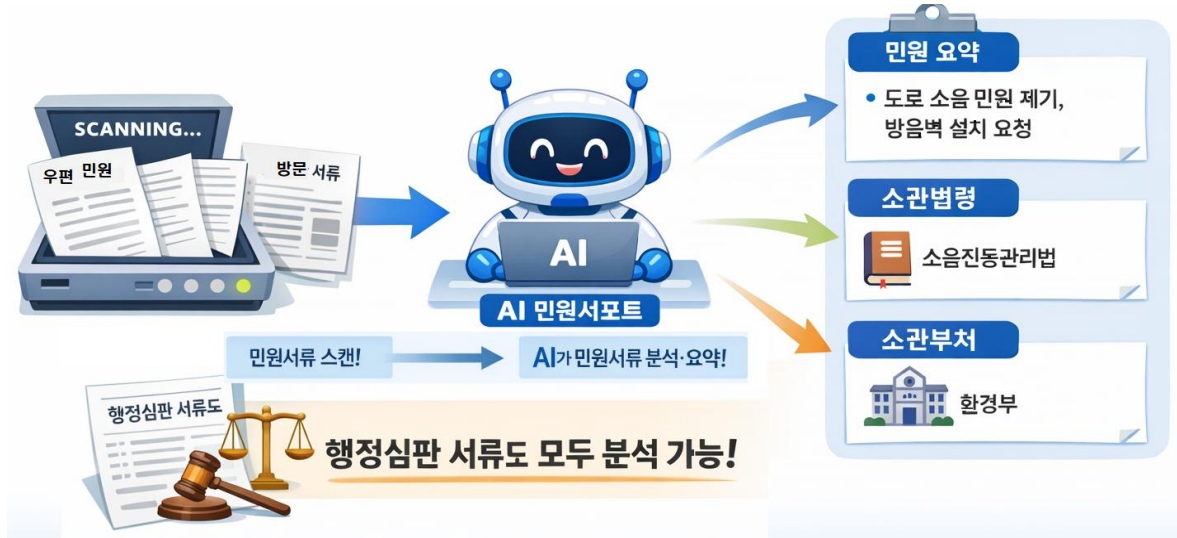 SCANNING...
우편 민원
방문 서류
AI
AI 민원서포트
민원서류 스캔!
AI가 민원서류 분석·요약!
행정심판 서류도
행정심판 서류도 모두 분석 가능!
민원 요약
• 도로 소음 민원 제기,
방음벽 설치 요청
소관법령
소음진동관리법
소관부처
환경부